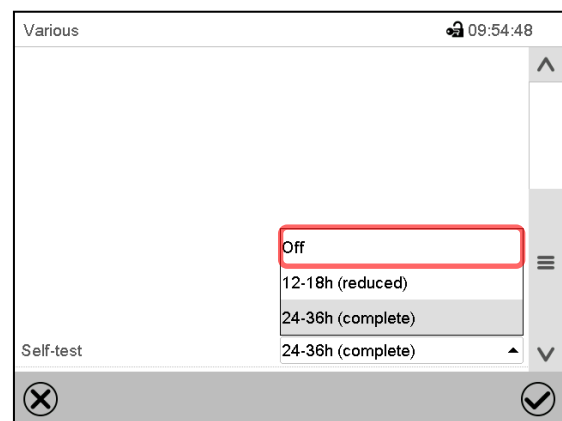 Various 09:54:48
Off
12-18h (reduced)
24-36h (complete)
Self-test 24-36h (complete)